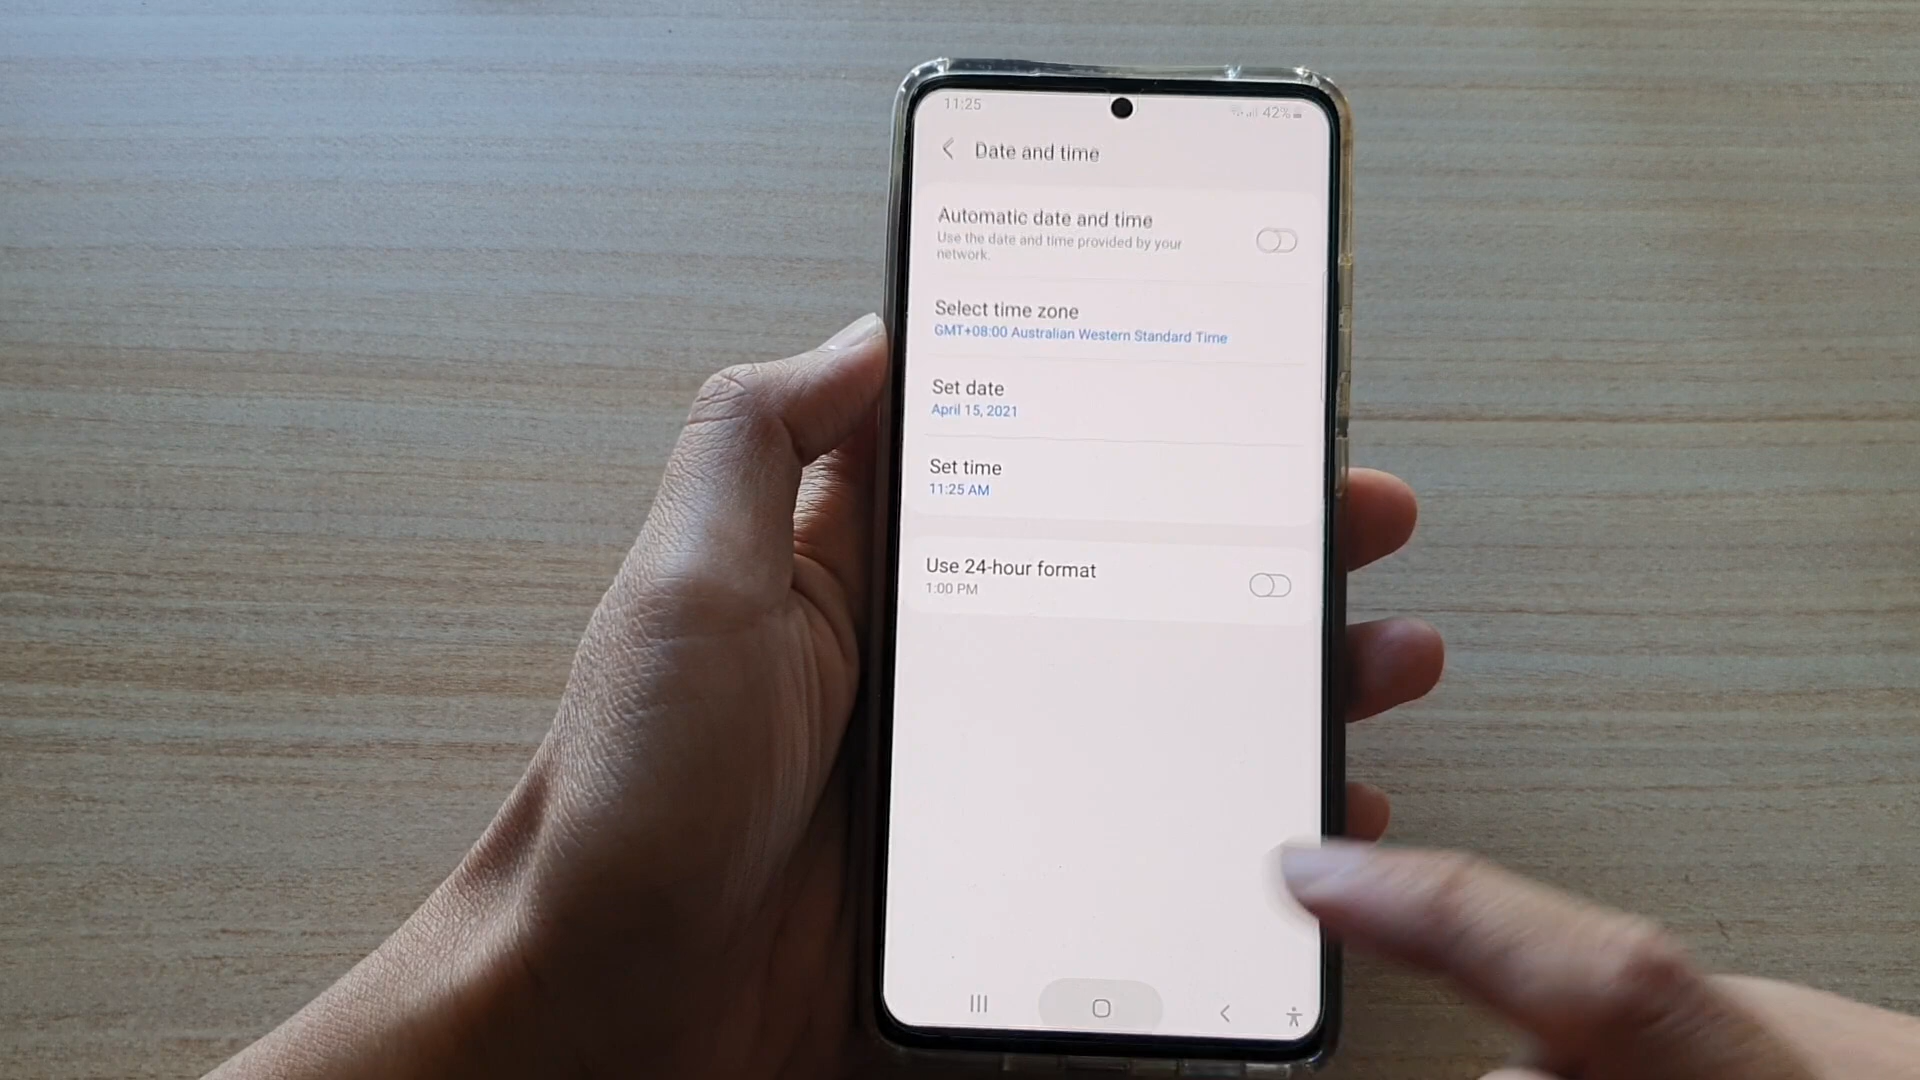 11:25
42%
Date and time
Automatic date and time
Use the date and time provided by your
network.
Select time zone
GMT+08:00 Australian Western Standard Time
Set date
April 15, 2021
Set time
11:25 AM
Use 24-hour format
1:00 PM